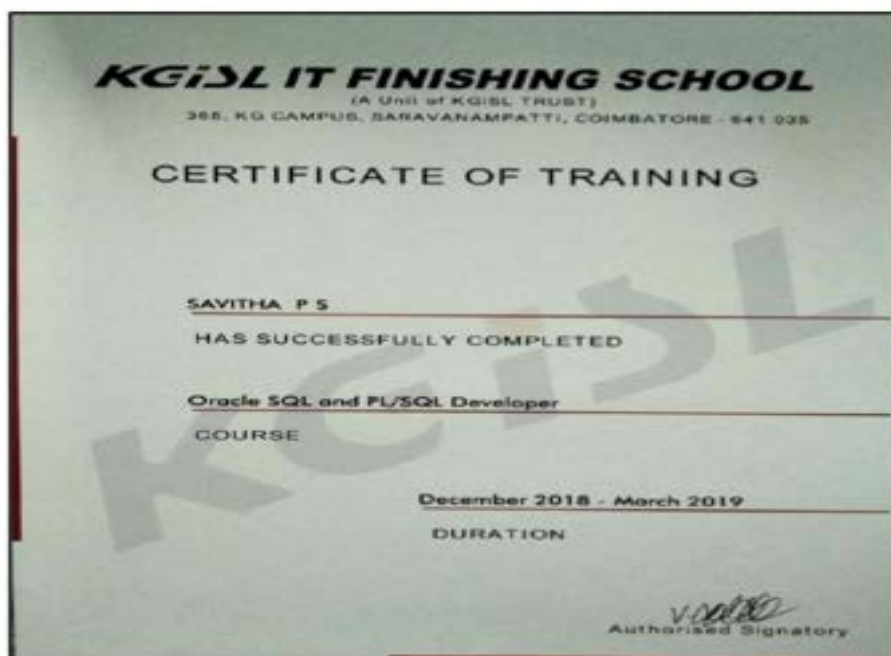 KGiSL IT FINISHING SCHOOL
(A Unit of KGISL TRUST)
365, KG CAMPUS, SARAVANAMPATTI, COIMBATORE - 641 035
CERTIFICATE OF TRAINING
KGiSL
SAVITHA P S
HAS SUCCESSFULLY COMPLETED
Oracle SQL and PL/SQL Developer
COURSE
December 2018 - March 2019
DURATION
Authorised Signatory